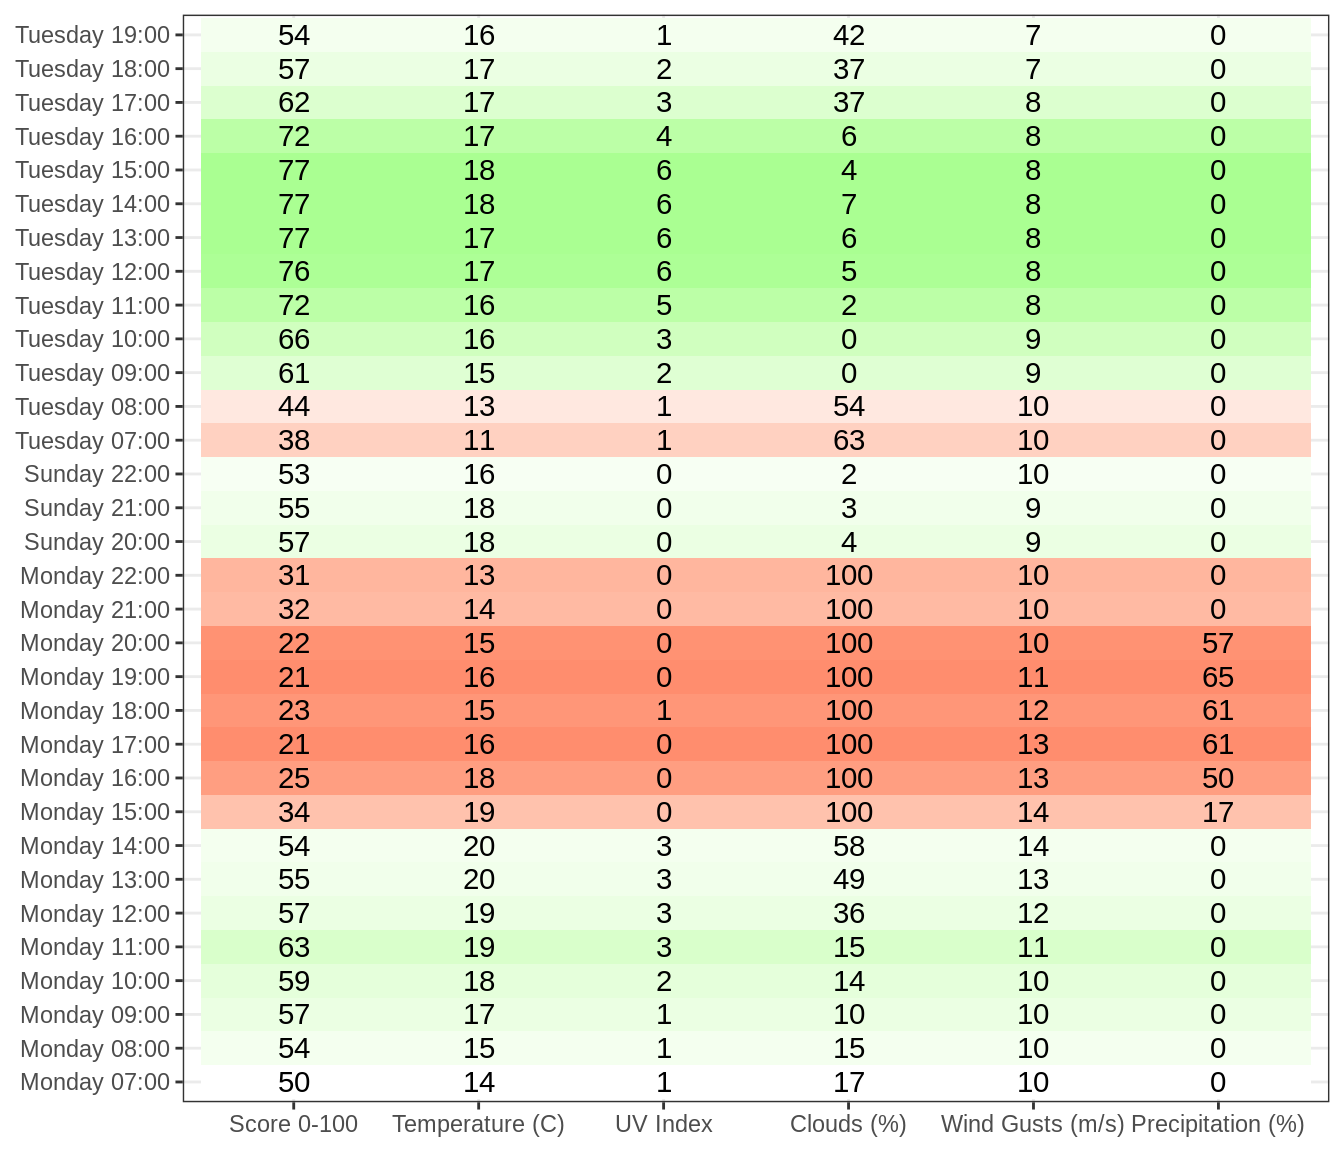 Tuesday 19:00 54 16 1 42 7 0
Tuesday 18:00 57 17 2 37 7 0
Tuesday 17:00 62 17 3 37 8 0
Tuesday 16:00 72 17 4 6 8 0
Tuesday 15:00 77 18 6 4 8 0
Tuesday 14:00 77 18 6 7 8 0
Tuesday 13:00 77 17 6 6 8 0
Tuesday 12:00 76 17 6 5 8 0
Tuesday 11:00 72 16 5 2 8 0
Tuesday 10:00 66 16 3 0 9 0
Tuesday 09:00 61 15 2 0 9 0
Tuesday 08:00 44 13 1 54 10 0
Tuesday 07:00 38 11 1 63 10 0
Sunday 22:00 53 16 0 2 10 0
Sunday 21:00 55 18 0 3 9 0
Sunday 20:00 57 18 0 4 9 0
Monday 22:00 31 13 0 100 10 0
Monday 21:00 32 14 0 100 10 0
Monday 20:00 22 15 0 100 10 57
Monday 19:00 21 16 0 100 11 65
Monday 18:00 23 15 1 100 12 61
Monday 17:00 21 16 0 100 13 61
Monday 16:00 25 18 0 100 13 50
Monday 15:00 34 19 0 100 14 17
Monday 14:00 54 20 3 58 14 0
Monday 13:00 55 20 3 49 13 0
Monday 12:00 57 19 3 36 12 0
Monday 11:00 63 19 3 15 11 0
Monday 10:00 59 18 2 14 10 0
Monday 09:00 57 17 1 10 10 0
Monday 08:00 54 15 1 15 10 0
Monday 07:00 50 14 1 17 10 0
Score 0-100 Temperature (C) UV Index Clouds (%) Wind Gusts (m/s) Precipitation (%)